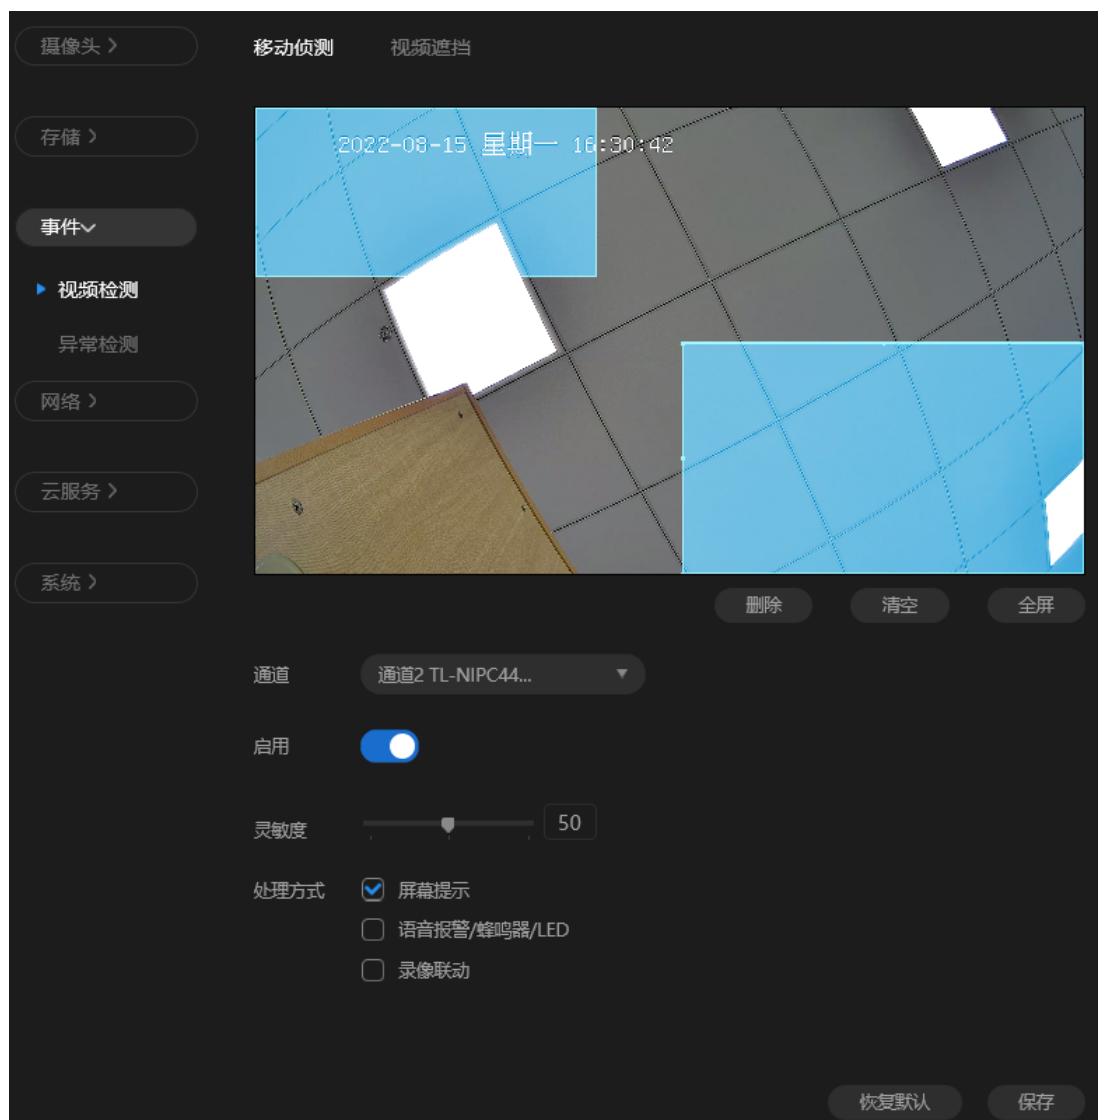 摄像头
移动侦测 视频遮挡
存储
2022-08-15 星期一 16:30:42
事件
视频检测
异常检测
网络
云服务
系统
删除 清空 全屏
通道 通道2 TL-NIPC44...
启用
灵敏度 50
处理方式 屏幕提示
语音报警/蜂鸣器/LED
录像联动
恢复默认 保存